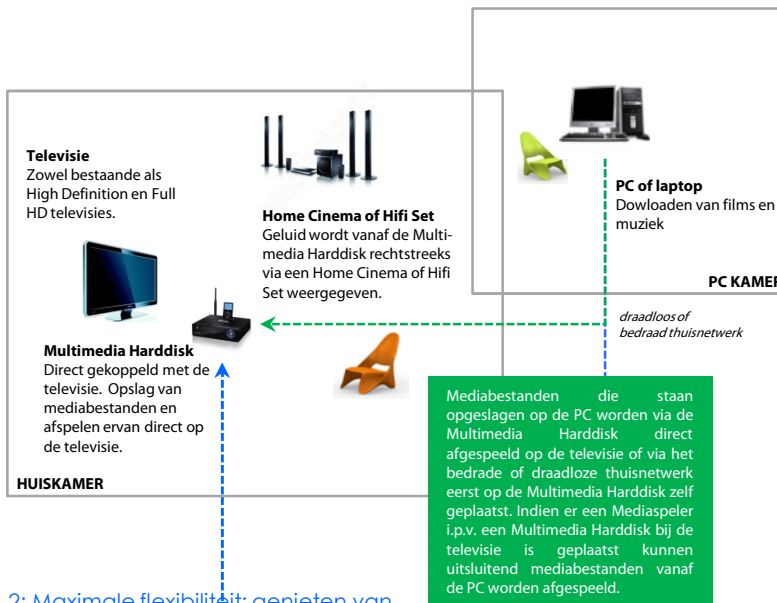 Televisie
Zowel bestaande als
High Definition en Full
HD televisies.
Home Cinema of Hifi Set
Geluid wordt vanaf de Multi-
media Harddisk rechtstreeks
via een Home Cinema of Hifi
Set weergegeven.
PC of laptop
Dowloaden van films en
muziek
PC KAMER
draadloos of
bedraad thuisnetwerk
Multimedia Harddisk
Direct gekoppeld met de
televisie. Opslag van
mediabestanden en
afspelen ervan direct op
de televisie.
HUISKAMER
Mediabestanden die staan
opgeslagen op de PC worden via de
Multimedia Harddisk direct
afgespeeld op de televisie of via het
bedrade of draadloze thuisnetwerk
eerst op de Multimedia Harddisk zelf
geplaatst. Indien er een Mediaspeler
i.p.v. een Multimedia Harddisk bij de
televisie is geplaatst kunnen
uitsluitend mediabestanden vanaf
de PC worden afgespeeld.
2: Maximale flexibiliteit: genieten van